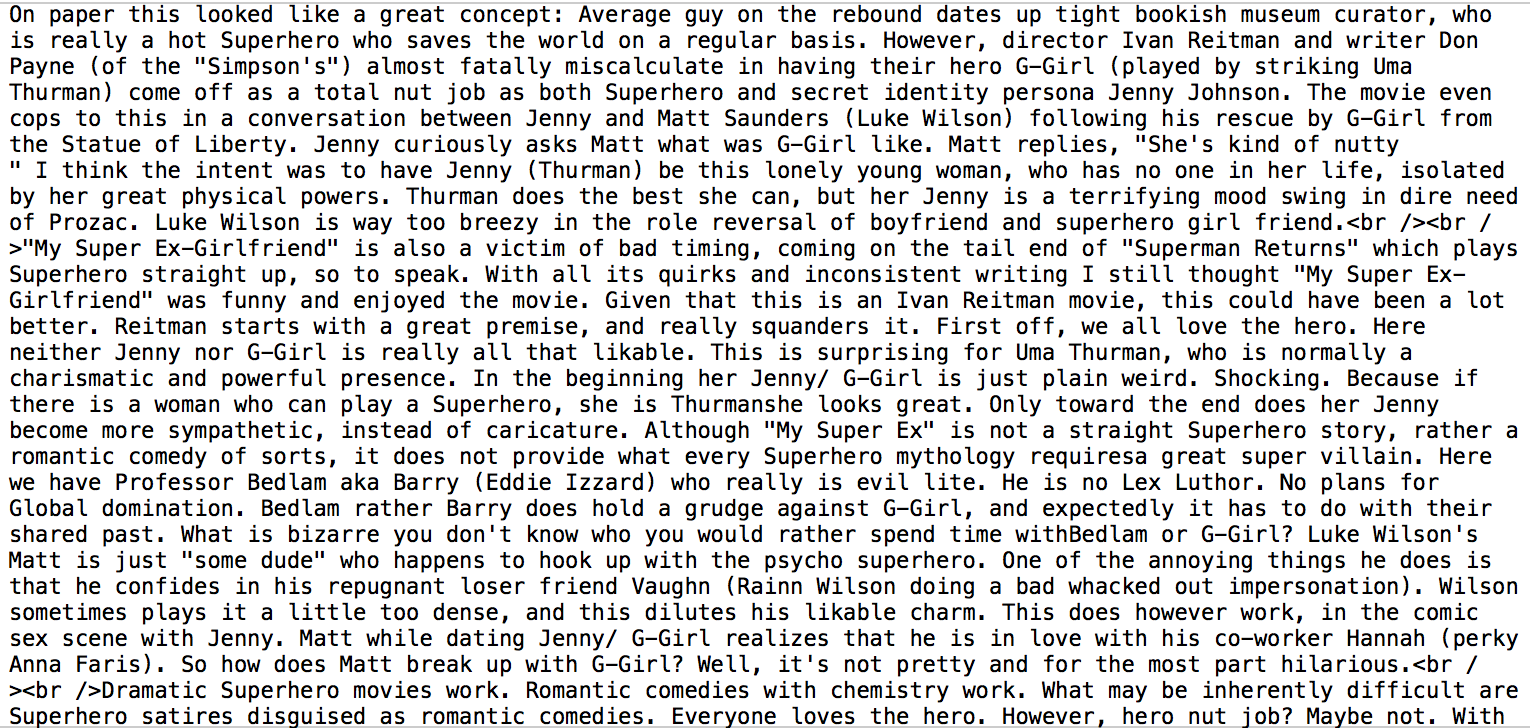 On paper this looked like a great concept: Average guy on the rebound dates up tight bookish museum curator, who
is really a hot Superhero who saves the world on a regular basis. However, director Ivan Reitman and writer Don
Payne (of the "Simpson's") almost fatally miscalculate in having their hero G-Girl (played by striking Uma
Thurman) come off as a total nut job as both Superhero and secret identity persona Jenny Johnson. The movie even
cops to this in a conversation between Jenny and Matt Saunders (Luke Wilson) following his rescue by G-Girl from
the Statue of Liberty. Jenny curiously asks Matt what was G-Girl like. Matt replies, "She's kind of nutty
" I think the intent was to have Jenny (Thurman) be this lonely young woman, who has no one in her life, isolated
by her great physical powers. Thurman does the best she can, but her Jenny is a terrifying mood swing in dire need
of Prozac. Luke Wilson is way too breezy in the role reversal of boyfriend and superhero girl friend.<br /><br /
>"My Super Ex-Girlfriend" is also a victim of bad timing, coming on the tail end of "Superman Returns" which plays
Superhero straight up, so to speak. With all its quirks and inconsistent writing I still thought "My Super Ex-
Girlfriend" was funny and enjoyed the movie. Given that this is an Ivan Reitman movie, this could have been a lot
better. Reitman starts with a great premise, and really squanders it. First off, we all love the hero. Here
neither Jenny nor G-Girl is really all that likable. This is surprising for Uma Thurman, who is normally a
charismatic and powerful presence. In the beginning her Jenny/ G-Girl is just plain weird. Shocking. Because if
there is a woman who can play a Superhero, she is Thurmanshe looks great. Only toward the end does her Jenny
become more sympathetic, instead of caricature. Although "My Super Ex" is not a straight Superhero story, rather a
romantic comedy of sorts, it does not provide what every Superhero mythology requiresa great super villain. Here
we have Professor Bedlam aka Barry (Eddie Izzard) who really is evil lite. He is no Lex Luthor. No plans for
Global domination. Bedlam rather Barry does hold a grudge against G-Girl, and expectedly it has to do with their
shared past. What is bizarre you don't know who you would rather spend time withBedlam or G-Girl? Luke Wilson's
Matt is just "some dude" who happens to hook up with the psycho superhero. One of the annoying things he does is
that he confides in his repugnant loser friend Vaughn (Rainn Wilson doing a bad whacked out impersonation). Wilson
sometimes plays it a little too dense, and this dilutes his likable charm. This does however work, in the comic
sex scene with Jenny. Matt while dating Jenny/ G-Girl realizes that he is in love with his co-worker Hannah (perky
Anna Faris). So how does Matt break up with G-Girl? Well, it's not pretty and for the most part hilarious.<br /
><br />Dramatic Superhero movies work. Romantic comedies with chemistry work. What may be inherently difficult are
Superhero satires disguised as romantic comedies. Everyone loves the hero. However, hero nut job? Maybe not. With